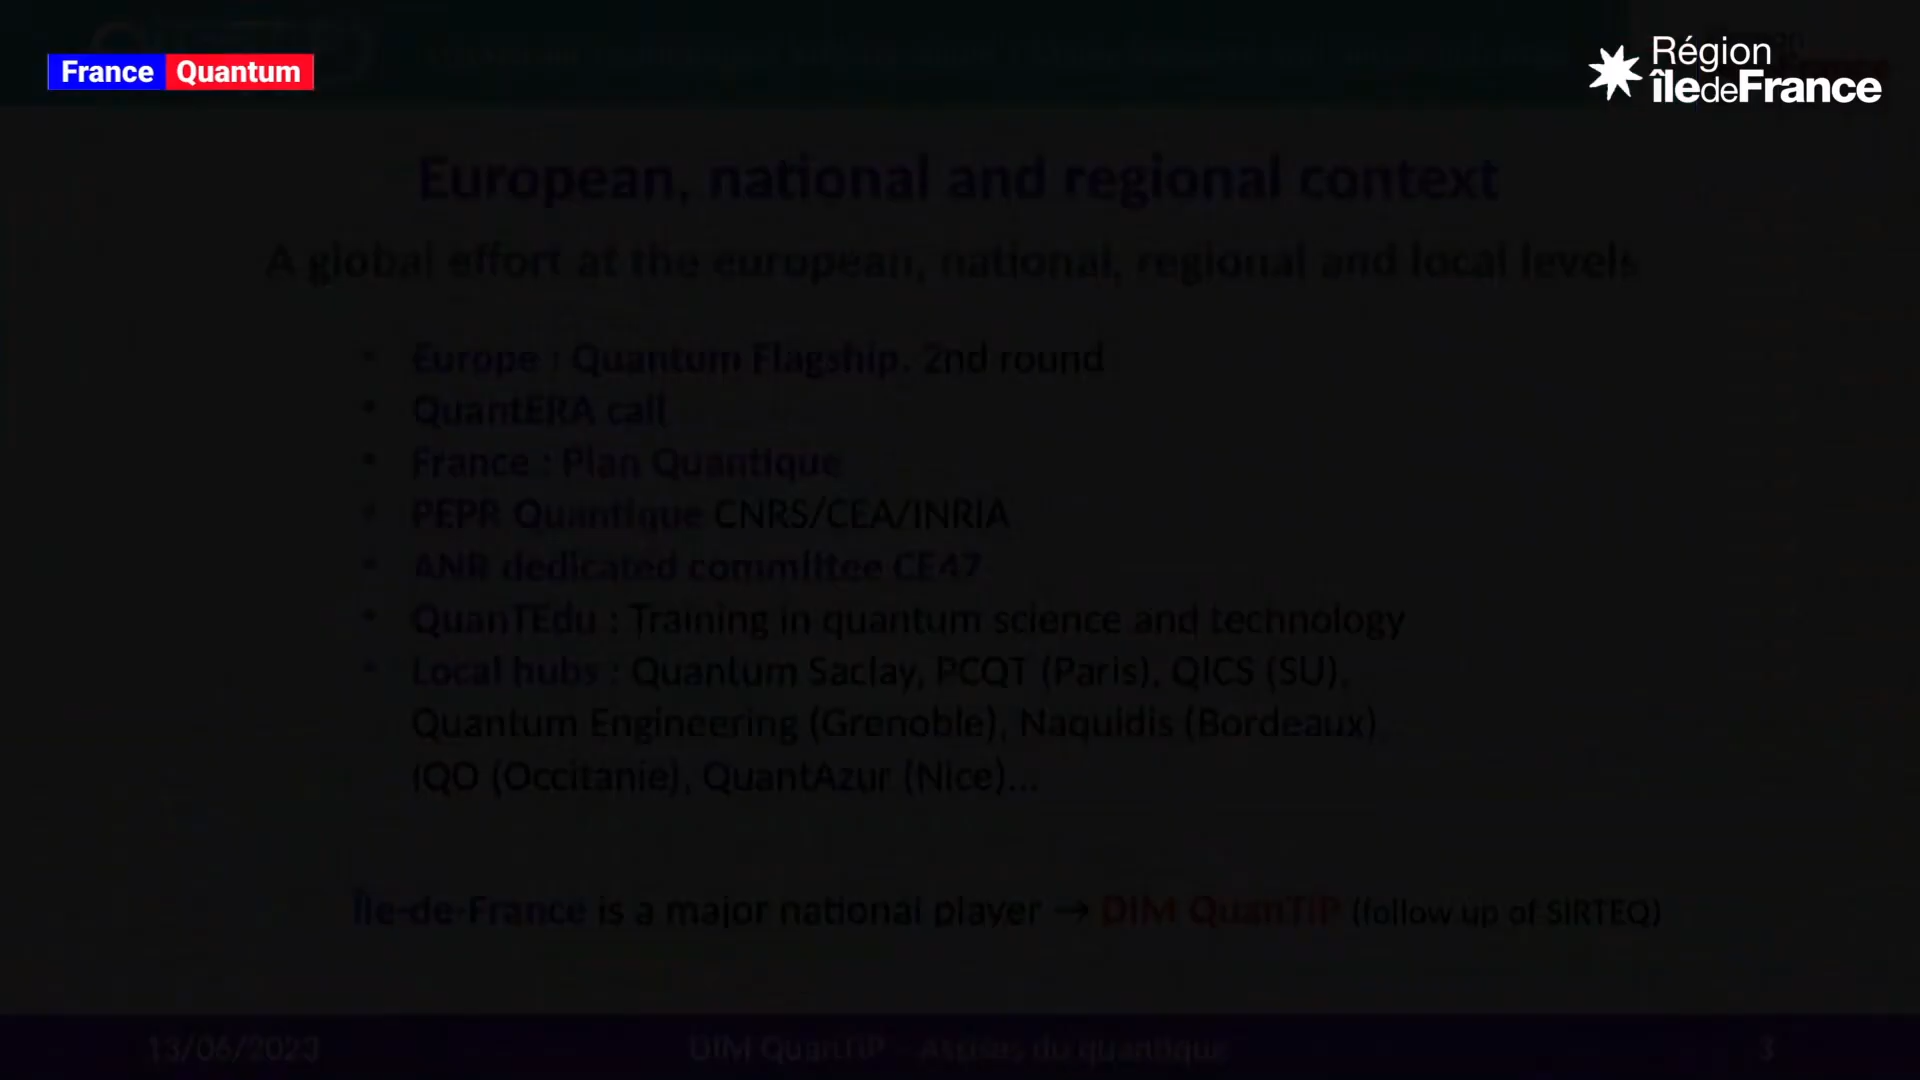 France Quantum
Région
îledeFrance
European, national and regional context
A global effort at the european, national, regional and local levels
• Europe : Quantum Flagship. 2nd round
• QuantERA call
• France : Plan Quantique
• PEPR Quantique CNRS/CEA/INRIA
• ANR dedicated committee CE47
• QuanTEdu : Training in quantum science and technology
• Local hubs : Quantum Saclay, PCQT (Paris), QICS (SU),
Quantum Engineering (Grenoble), Naquidis (Bordeaux),
IQO (Occitanie), QuantAzur (Nice)...
Île-de-France is a major national player → DIM QuanTiP (follow up of SIRTEQ)
13/06/2023
DIM QuanTiP - Assises du quantique
3